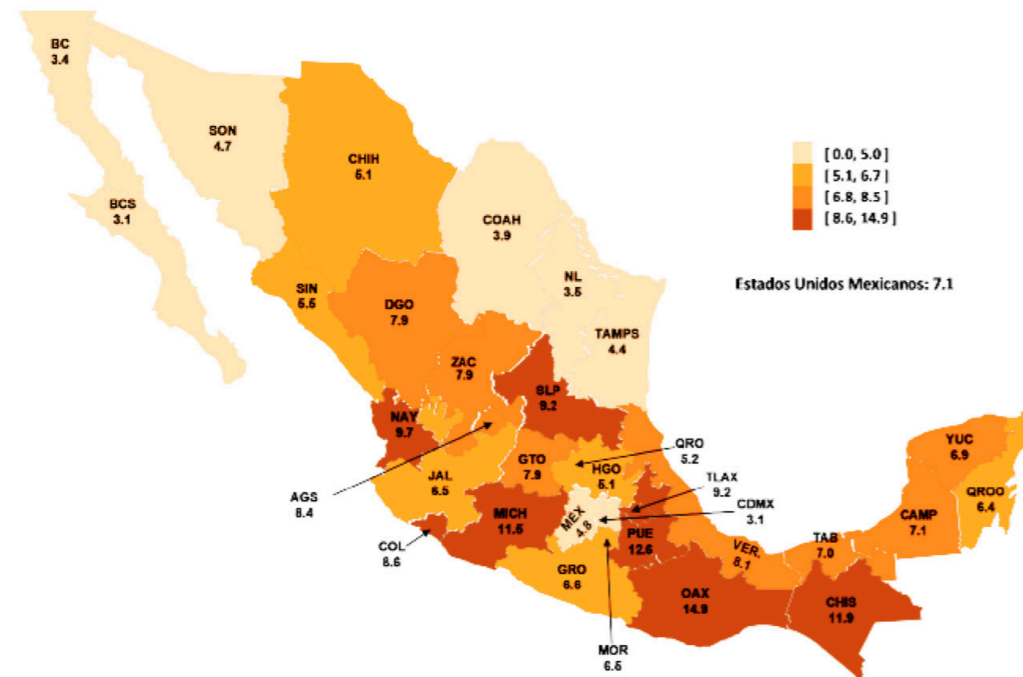 BC
3.4
SON
4.7
BCS
3.1
CHIH
6.1
COAH
3.9
NL
3.5
TAMPS
4.4
SIN
5.5
DGO
7.9
ZAC
7.9
SLP
9.2
NAY
9.7
JAL
6.5
AGS
8.4
GTO
7.9
QRO
5.2
HGO
5.1
TLAX
9.2
CDMX
3.1
MEX
4.8
MICH
11.5
COL
8.6
GRO
6.6
MOR
6.5
PUE
12.6
VER.
8.1
OAX
14.9
TAB
7.0
CHIS
11.9
CAMP
7.1
YUC
6.9
QROO
6.4
[ 0.0, 5.0 ]
[ 5.1, 6.7 ]
[ 6.8, 8.5 ]
[ 8.6, 14.9 ]
Estados Unidos Mexicanos: 7.1